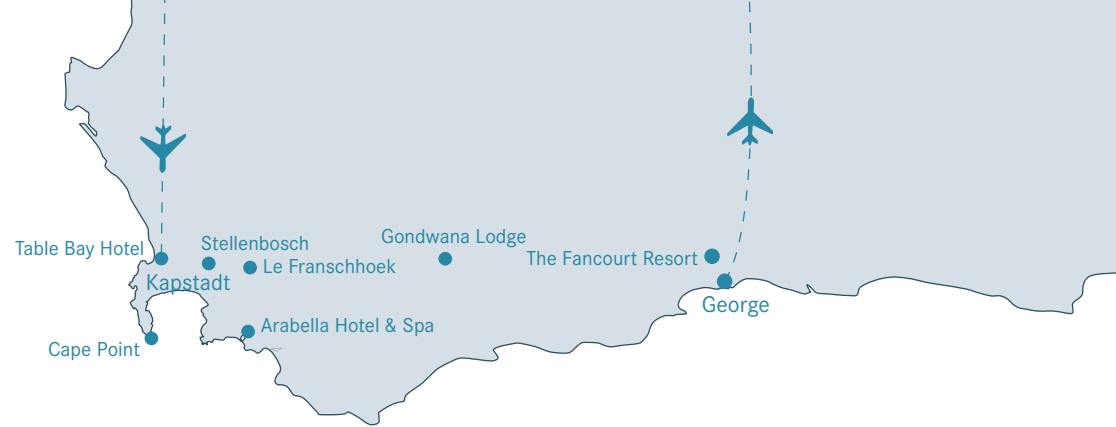 Gondwana Lodge
Stellenbosch
Table Bay Hotel
The Fancourt Resort
Le Franschhoek
Kapstadt
George
Arabella Hotel & Spa
Cape Point